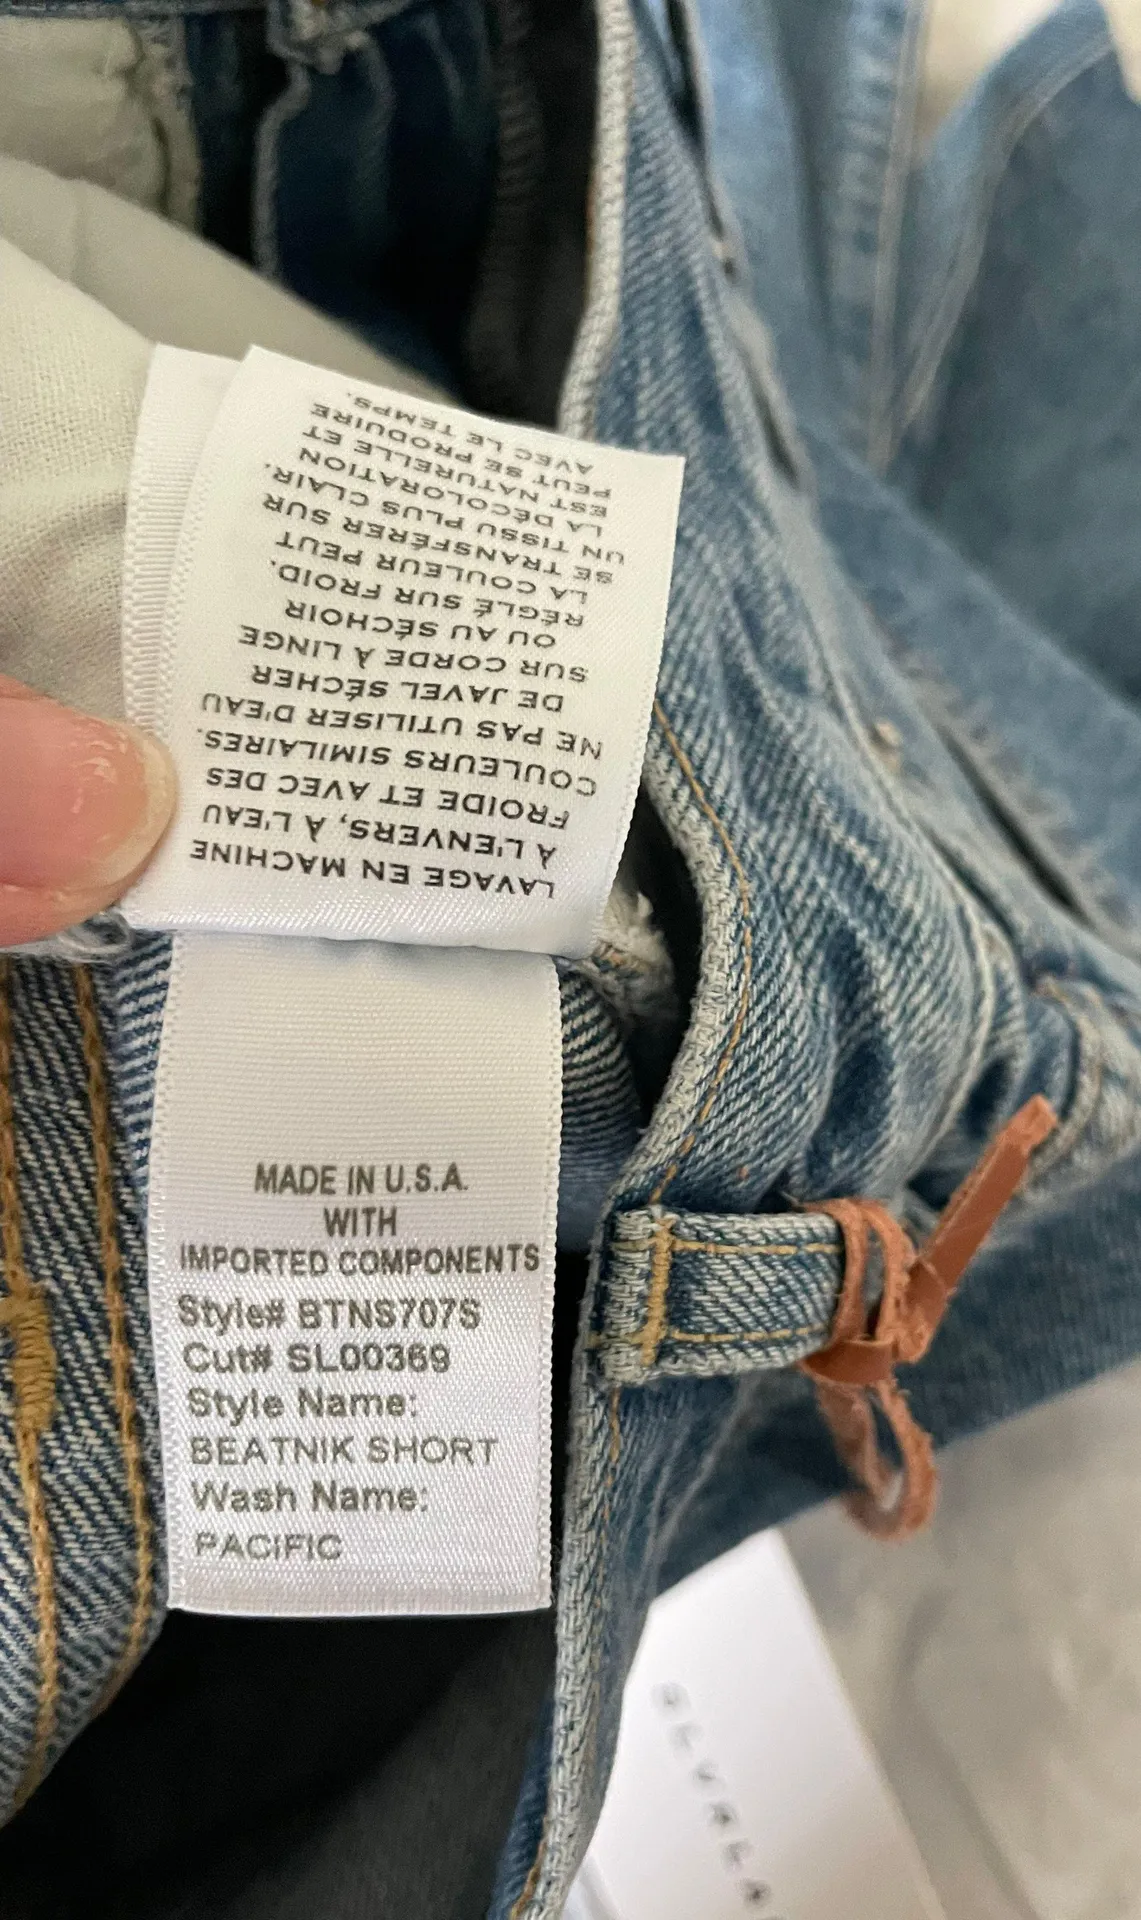 LAVAGE EN MACHINE
À L'ENVERS, À L'EAU
FROIDE ET AVEC DES
COULEURS SIMILAIRES.
NE PAS UTILISER D'EAU
DE JAVEL SÉCHER
SUR CORDE À LINGE
OU AU SÉCHOIR
RÉGLÉ SUR FROID.
LA COULEUR PEUT
SE TRANSFÉRER SUR
UN TISSU PLUS CLAIR.
LA DÉCOLORATION
EST NATURELLE ET
PEUT SE PRODUIRE
AVEC LE TEMPS.
MADE IN U.S.A.
WITH
IMPORTED COMPONENTS
Style# BTNS707S
Cut# SL00369
Style Name:
BEATNIK SHORT
Wash Name:
PACIFIC